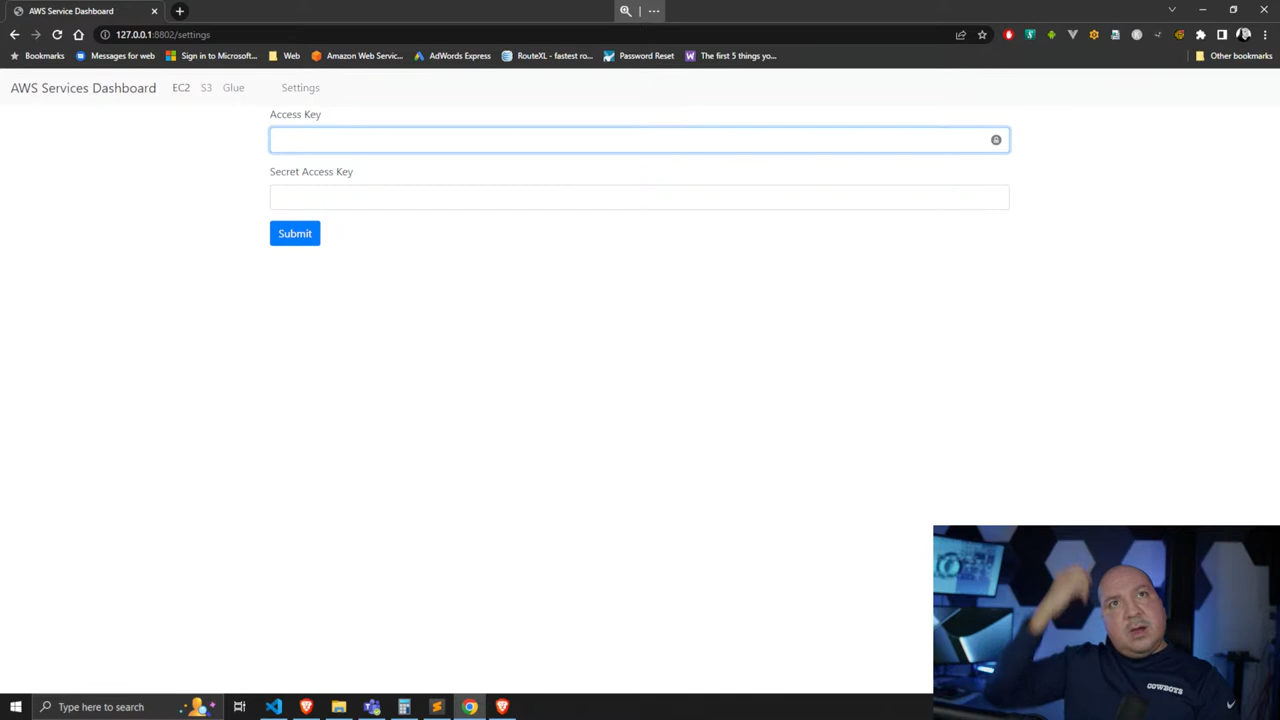 AWS Service Dashboard
127.0.0.1:8802/settings
Bookmarks Messages for web Sign in to Microsoft... Web Amazon Web Servic... AdWords Express RouteXL - fastest ro... Password Reset The first 5 things yo... Other bookmarks
AWS Services Dashboard EC2 S3 Glue Settings
Access Key
Secret Access Key
Submit
COWBOYS
Type here to search